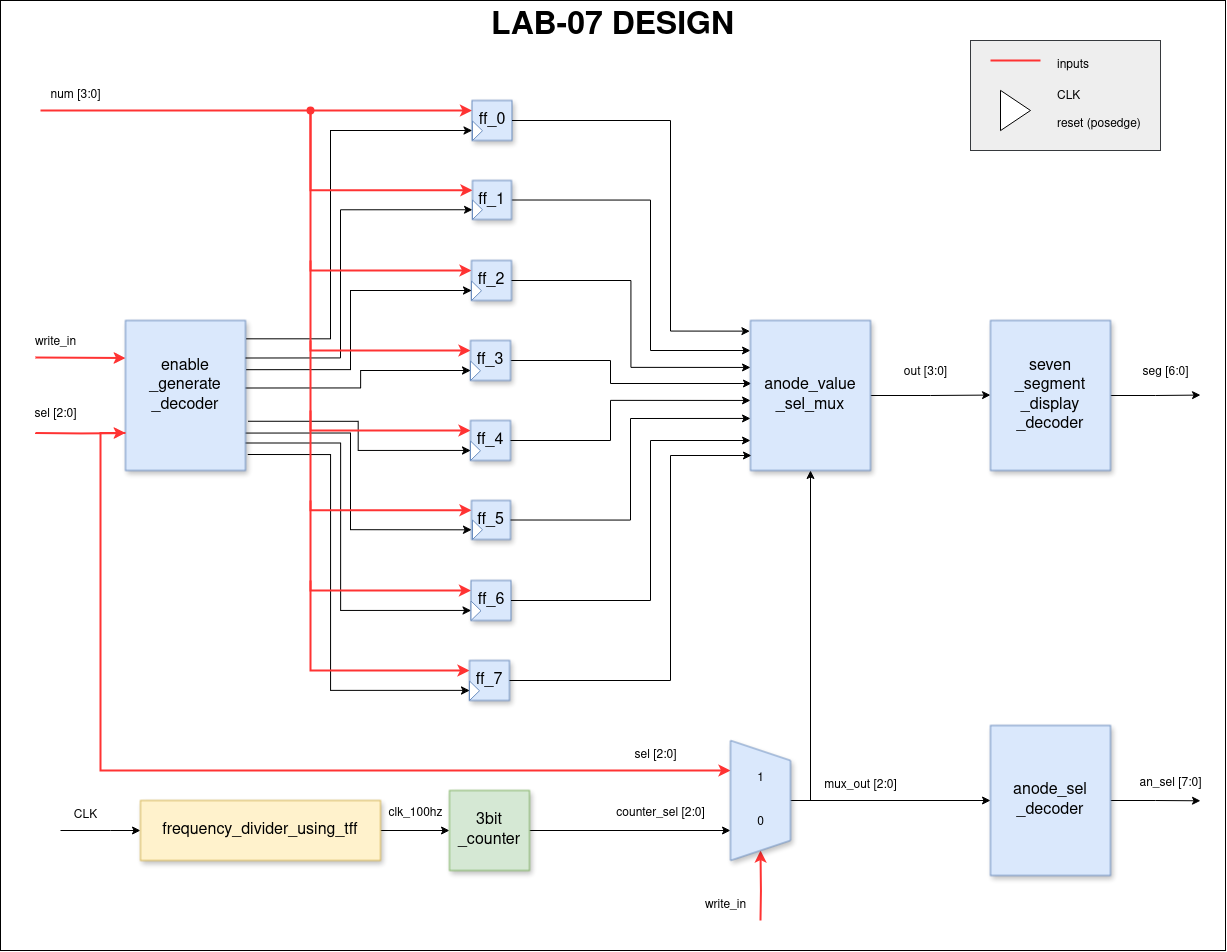 LAB-07 DESIGN
inputs
CLK
reset (posedge)
num [3:0]
ff_0
ff_1
ff_2
ff_3
ff_4
ff_5
ff_6
ff_7
write_in
sel [2:0]
enable
_generate
_decoder
anode_value
_sel_mux
out [3:0]
seven
_segment
_display
_decoder
seg [6:0]
sel [2:0]
1
0
mux_out [2:0]
anode_sel
_decoder
an_sel [7:0]
CLK
frequency_divider_using_tff
clk_100hz
3bit
_counter
counter_sel [2:0]
write_in